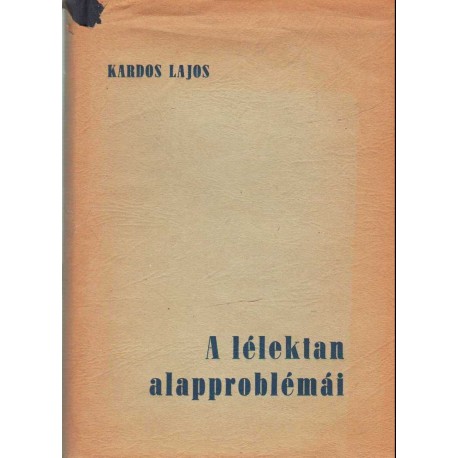 KARDOS LAJOS
A lélektan
alapproblémái